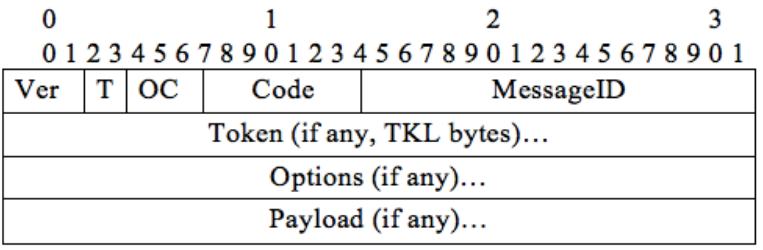 0 1 2 3
0 1 2 3 4 5 6 7 8 9 0 1 2 3 4 5 6 7 8 9 0 1 2 3 4 5 6 7 8 9 0 1
Ver T OC Code MessageID
Token (if any, TKL bytes)...
Options (if any)...
Payload (if any)...